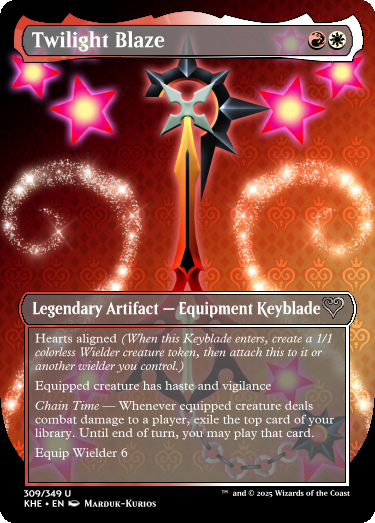 Twilight Blaze
Legendary Artifact — Equipment Keyblade
Hearts aligned (When this Keyblade enters, create a 1/1
colorless Wielder creature token, then attach this to it or
another wielder you control.)
Equipped creature has haste and vigilance
Chain Time — Whenever equipped creature deals
combat damage to a player, exile the top card of your
library. Until end of turn, you may play that card.
Equip Wielder 6
309/349 U
KHE • EN Marduk-Kurios
™ and © 2025 Wizards of the Coast